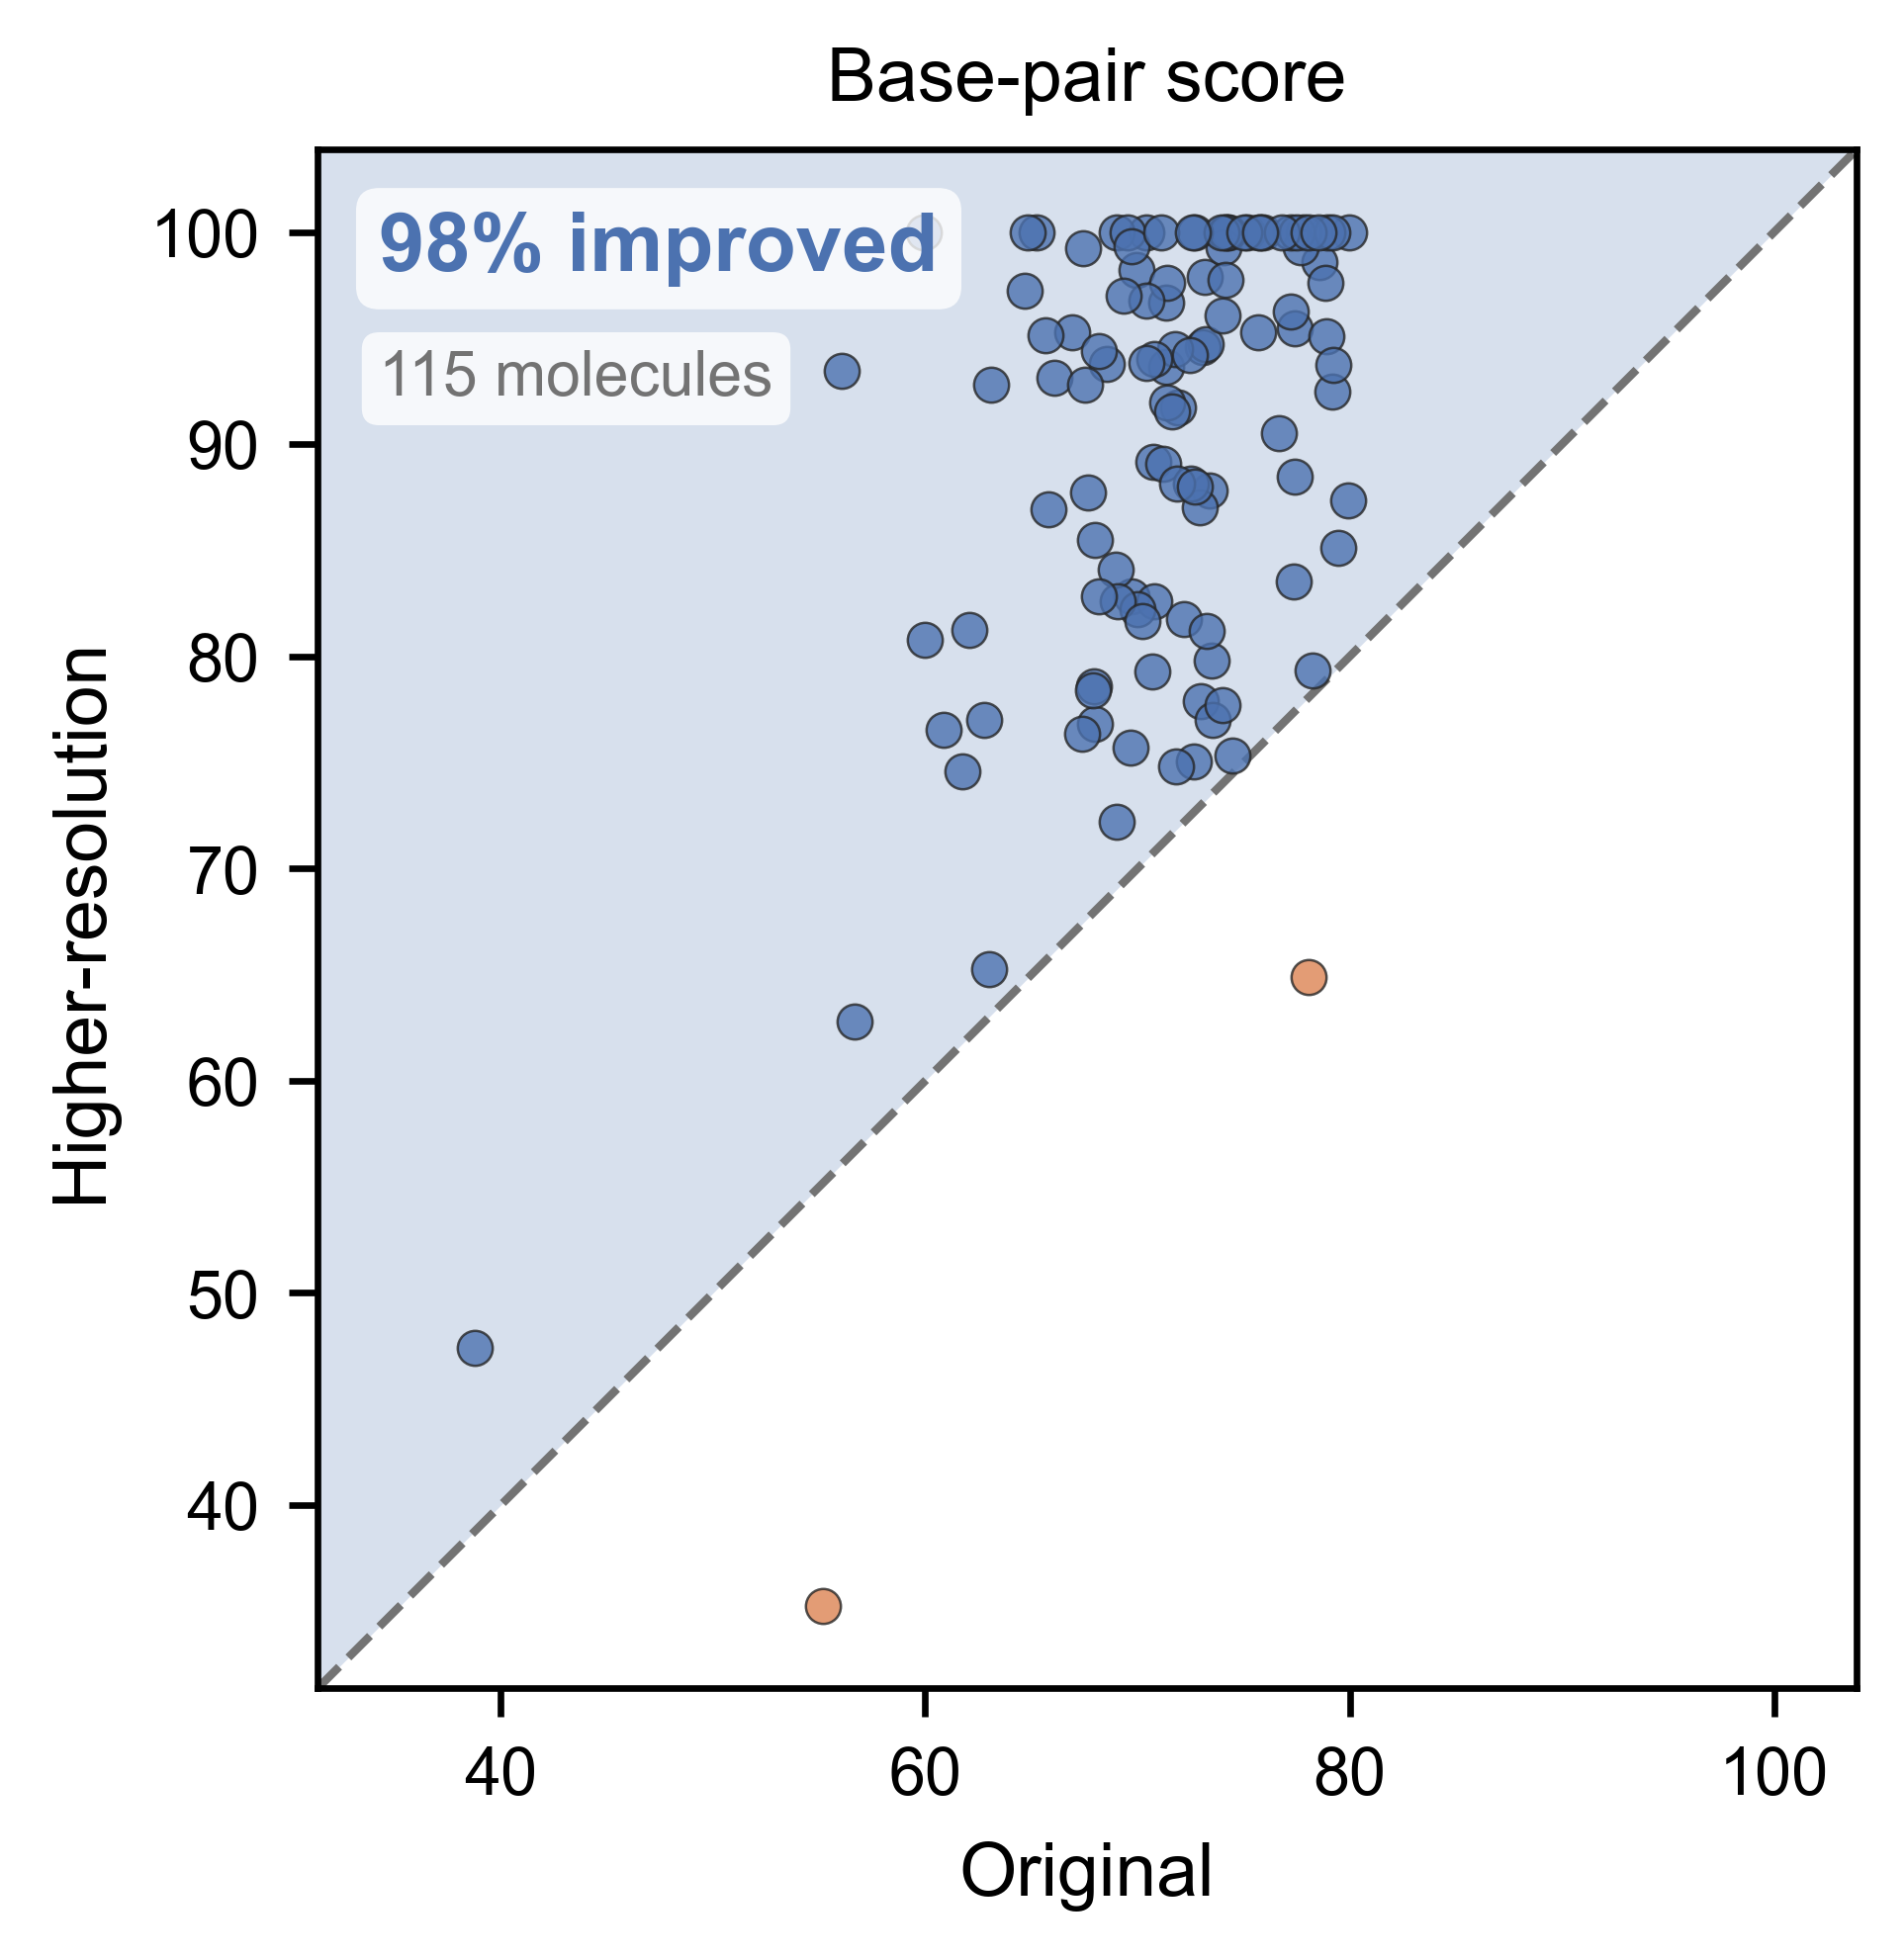 Base-pair score
98% improved
115 molecules
100
90
80
70
60
50
40
Higher-resolution
40 60 80 100
Original